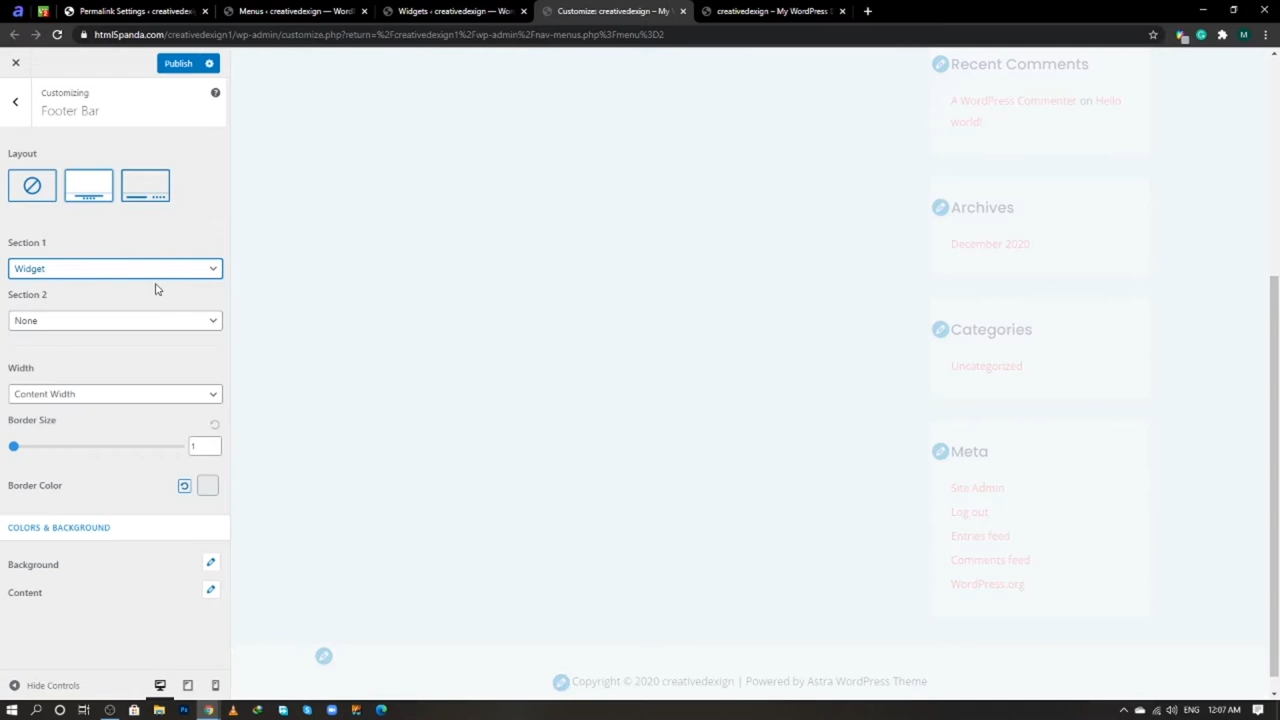 Permalink Settings ‹ creativedexi
Menus ‹ creativedexign — Word
Widgets ‹ creativedexign — Wo
Customize: creativedexign – My
creativedexign – My WordPress
html5panda.com/creativedexign1/wp-admin/customize.php?return=%2Fcreativedexign1%2Fwp-admin%2Fnav-menus.php%3Fmenu%3D2
Publish
Customizing
Footer Bar
Layout
Section 1
Widget
Section 2
None
Width
Content Width
Border Size
1
Border Color
COLORS & BACKGROUND
Background
Content
Hide Controls
Recent Comments
A WordPress Commenter on Hello
world!
Archives
December 2020
Categories
Uncategorized
Meta
Site Admin
Log out
Entries feed
Comments feed
WordPress.org
Copyright © 2020 creativedexign | Powered by Astra WordPress Theme
12:07 AM